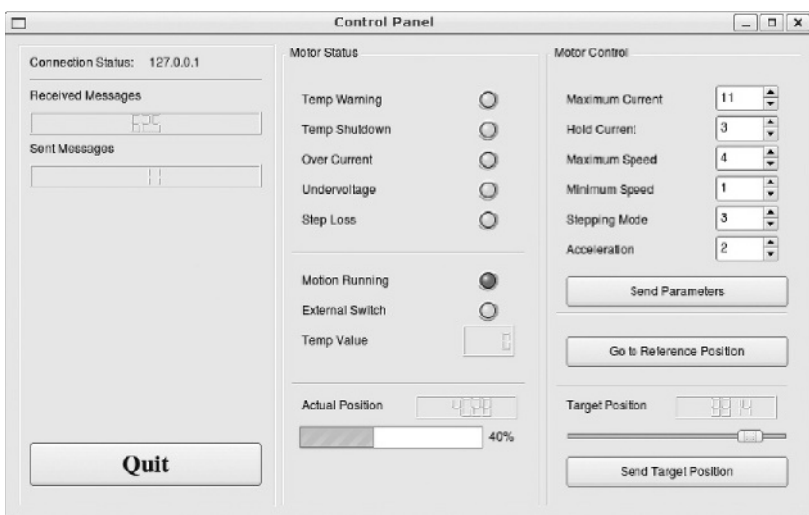 Control Panel
Connection Status: 127.0.0.1
Received Messages
Sent Messages
11
Quit
Motor Status
Temp Warning
Temp Shutdown
Over Current
Undervoltage
Step Loss
Motion Running
External Switch
Temp Value
0
Actual Position
40%
Motor Control
Maximum Current 11
Hold Current 3
Maximum Speed 4
Minimum Speed 1
Stepping Mode 3
Acceleration 2
Send Parameters
Go to Reference Position
Target Position
Send Target Position